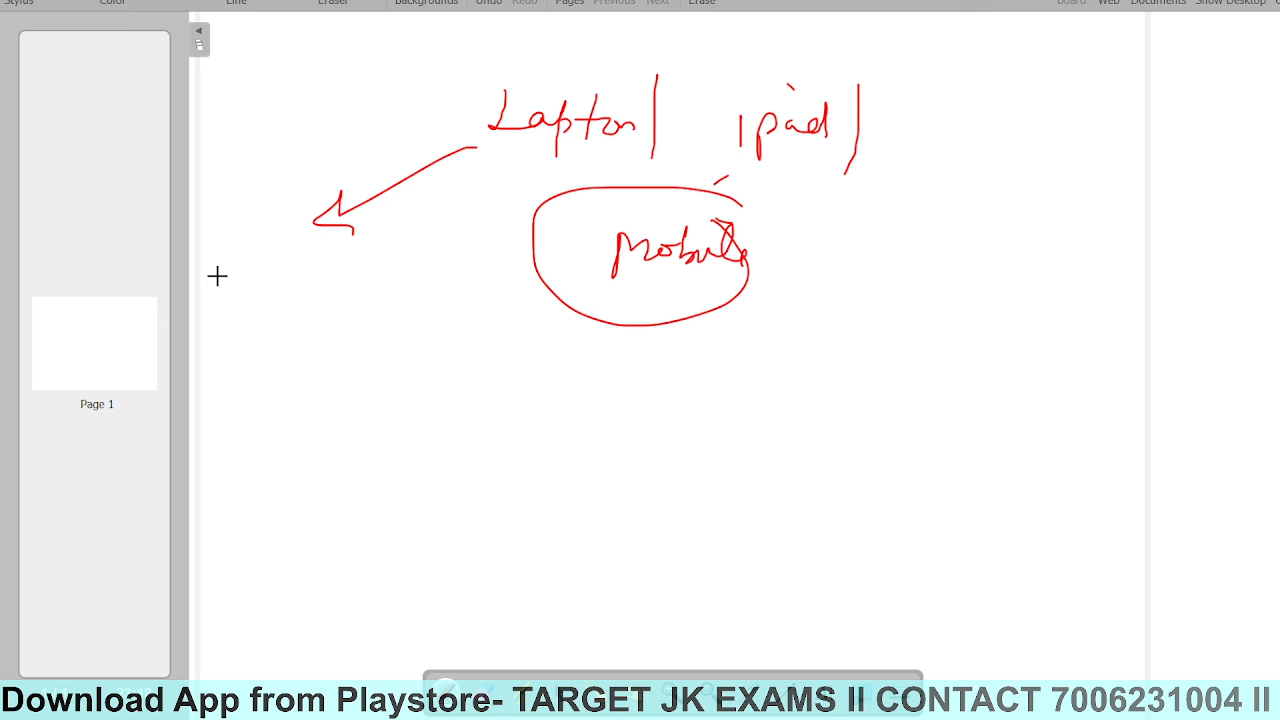 Stylus Color Line Eraser Backgrounds Undo Redo Pages Previous Next Erase Board Web Documents Show Desktop
Lapton| ipad|
Mobile
Page 1
Download App from Playstore- TARGET JK EXAMS II CONTACT 7006231004 II